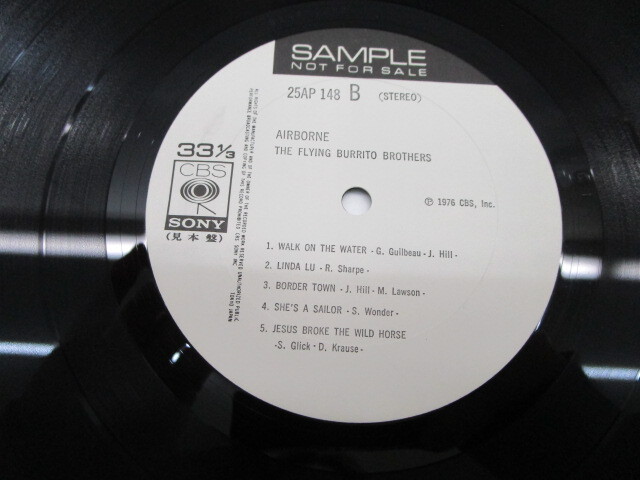 SAMPLE
NOT FOR SALE
25AP 148 B (STEREO)
AIRBORNE
THE FLYING BURRITO BROTHERS
33⅓
CBS
SONY
(見本盤)
℗ 1976 CBS, Inc.
1. WALK ON THE WATER - G. Guilbeau - J. Hill -
2. LINDA LU - R. Sharpe -
3. BORDER TOWN - J. Hill - M. Lawson -
4. SHE'S A SAILOR - S. Wonder -
5. JESUS BROKE THE WILD HORSE
- S. Glick · D. Krause -